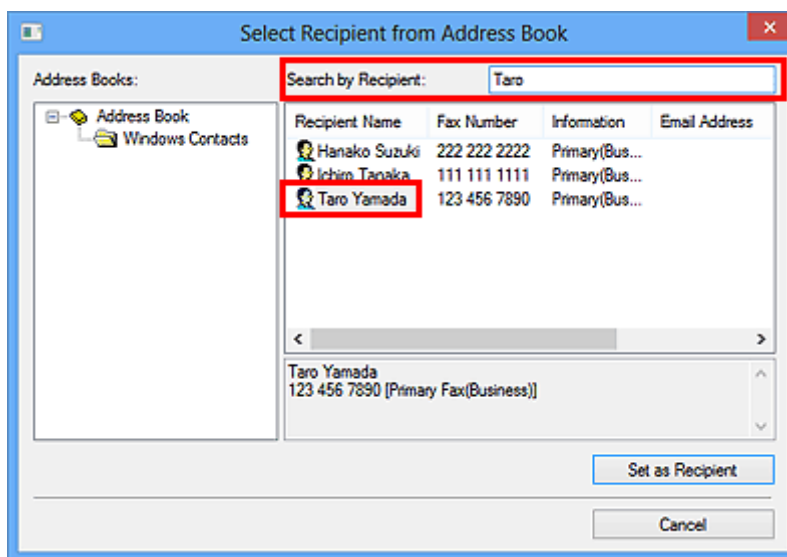 Select Recipient from Address Book
Address Books:
Search by Recipient: Taro
Address Book
Windows Contacts
Recipient Name Fax Number Information Email Address
Hanako Suzuki 222 222 2222 Primary(Bus...
Ichiro Tanaka 111 111 1111 Primary(Bus...
Taro Yamada 123 456 7890 Primary(Bus...
Taro Yamada
123 456 7890 [Primary Fax(Business)]
Set as Recipient
Cancel